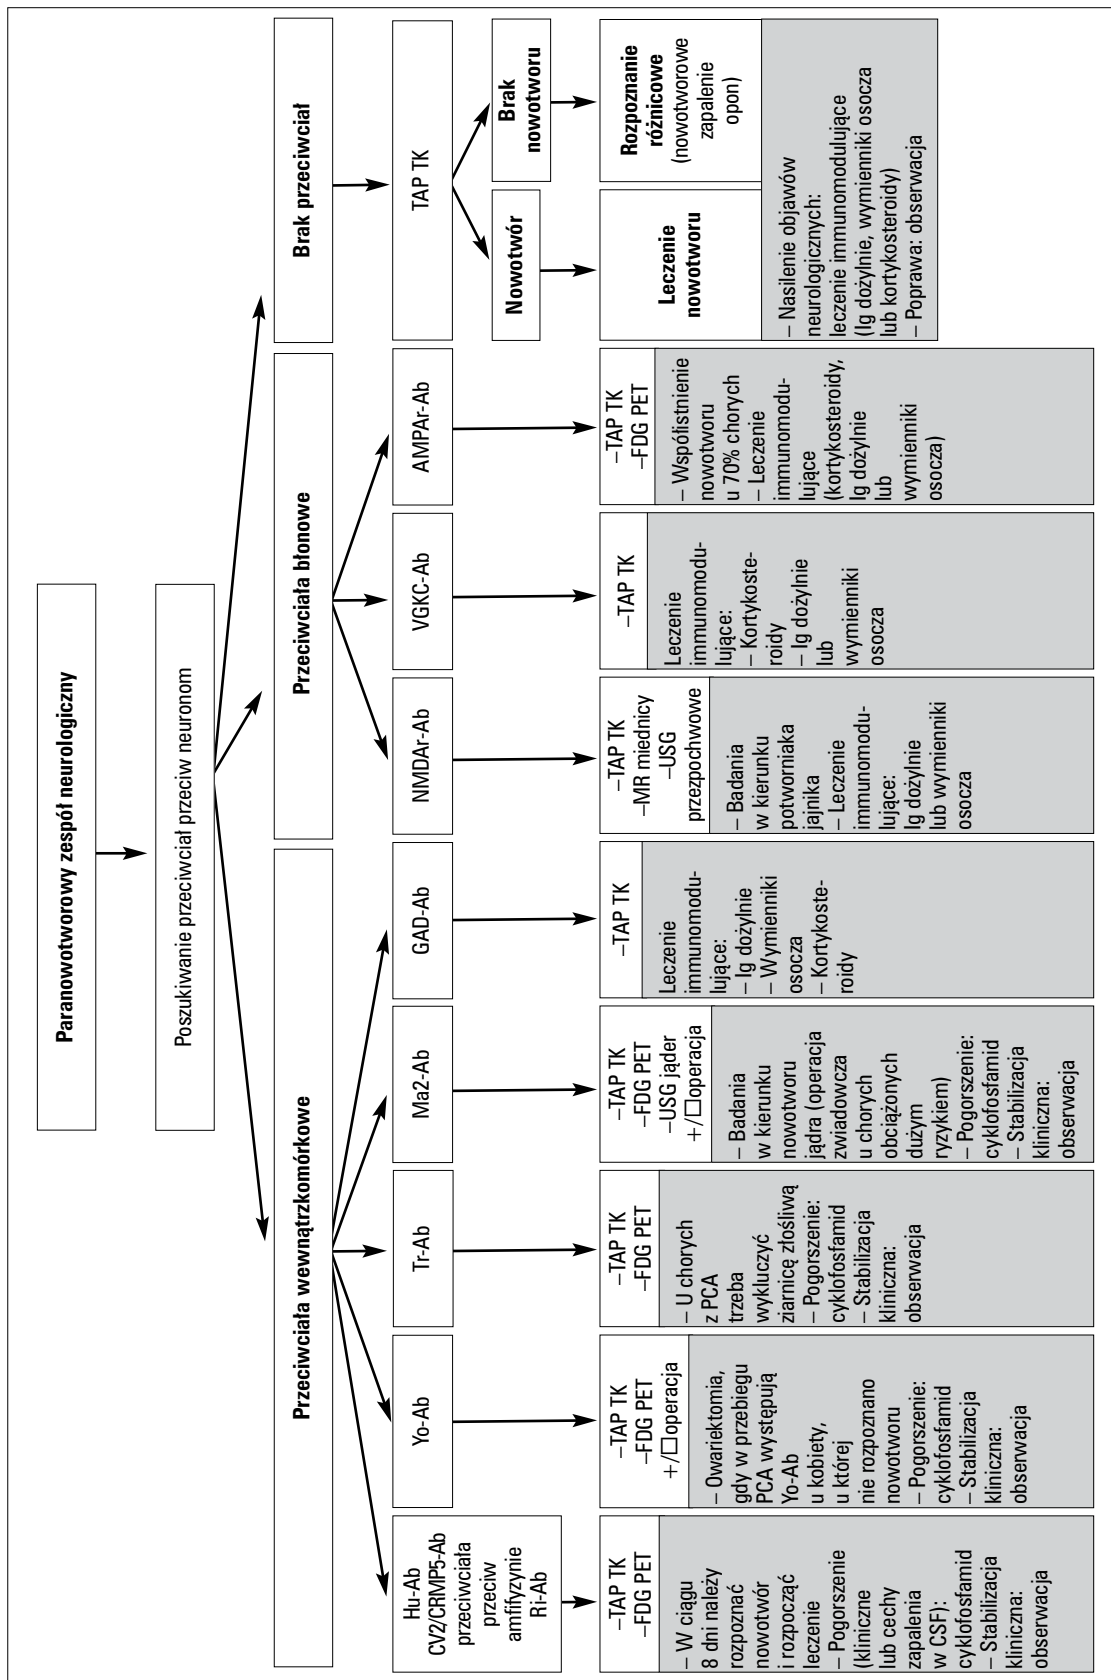 Paranowotworowy zespół neurologiczny
Poszukiwanie przeciwciał przeciw neuronom
Przeciwciała wewnątrzkomórkowe
Przeciwciała błonowe
Brak przeciwciał
Hu-Ab
CV2/CRMP5-Ab
przeciwciała
przeciw
amfifyzynie
Ri-Ab
Yo-Ab
Tr-Ab
Ma2-Ab
GAD-Ab
NMDAr-Ab
VGKC-Ab
AMPAr-Ab
TAP TK
Nowotwór
Brak
nowotworu
–TAP TK
–FDG PET
– W ciągu
8 dni należy
rozpoznać
nowotwór
i rozpocząć
leczenie
– Pogorszenie
(kliniczne
lub cechy
zapalenia
w CSF):
cyklofosfamid
– Stabilizacja
kliniczna:
obserwacja
–TAP TK
–FDG PET
+/□operacja
– Owariektomia,
gdy w przebiegu
PCA występują
Yo-Ab
u kobiety,
u której
nie rozpoznano
nowotworu
– Pogorszenie:
cyklofosfamid
– Stabilizacja
kliniczna:
obserwacja
–TAP TK
–FDG PET
– U chorych
z PCA
trzeba
wykluczyć
ziarnicę złośliwą
– Pogorszenie:
cyklofosfamid
– Stabilizacja
kliniczna:
obserwacja
–TAP TK
–FDG PET
–USG jąder
+/□operacja
– Badania
w kierunku
nowotworu
jądra (operacja
zwiadowcza
u chorych
obciążonych
dużym
ryzykiem)
– Pogorszenie:
cyklofosfamid
– Stabilizacja
kliniczna:
obserwacja
–TAP TK
Leczenie
immunomodu-
lujące:
– Ig dożylnie
– Wymienniki
osocza
– Kortykoste-
roidy
–TAP TK
–MR miednicy
–USG
przezpochwowe
– Badania
w kierunku
potworniaka
jajnika
– Leczenie
immunomodu-
lujące:
Ig dożylnie
lub wymienniki
osocza
–TAP TK
Leczenie
immunomodu-
lujące:
– Kortykoste-
roidy
– Ig dożylnie
lub
wymienniki
osocza
–TAP TK
–FDG PET
– Współistnienie
nowotworu
u 70% chorych
– Leczenie
immunomodu-
lujące
(kortykosteroidy,
Ig dożylnie
lub
wymienniki
osocza)
Leczenie
nowotworu
Rozpoznanie
różnicowe
(nowotworowe
zapalenie
opon)
– Nasilenie objawów
neurologicznych:
leczenie immunomodulujące
(Ig dożylnie, wymienniki osocza
lub kortykosteroidy)
– Poprawa: obserwacja